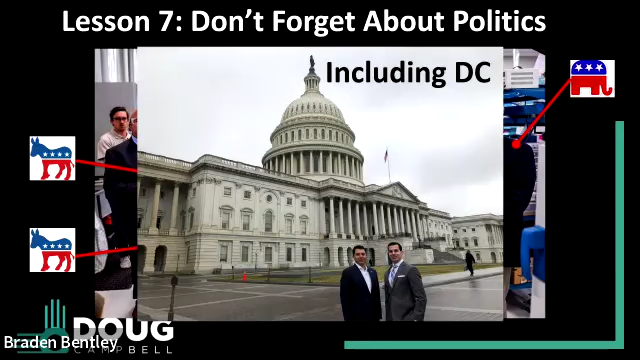 Lesson 7: Don't Forget About Politics
Including DC
DOUG
CAMPBELL
Braden Bentley